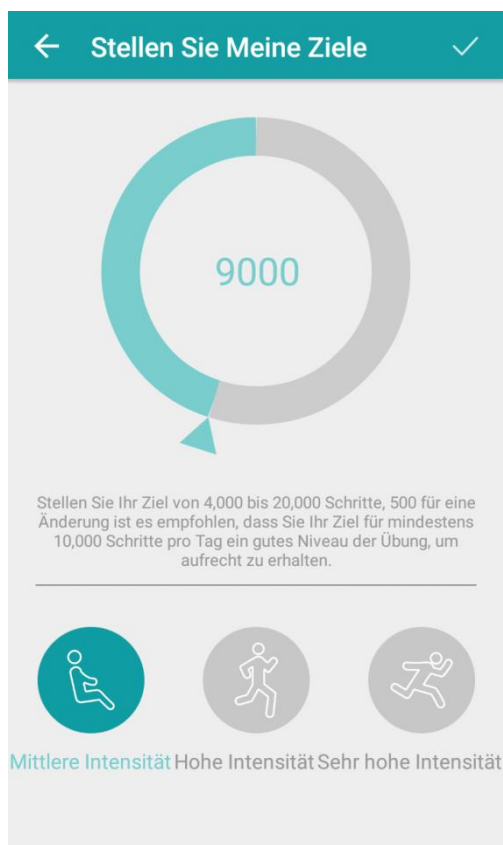 Stellen Sie Meine Ziele
9000
Stellen Sie Ihr Ziel von 4,000 bis 20,000 Schritte, 500 für eine
Änderung ist es empfohlen, dass Sie Ihr Ziel für mindestens
10,000 Schritte pro Tag ein gutes Niveau der Übung, um
aufrecht zu erhalten.
Mittlere Intensität Hohe Intensität Sehr hohe Intensität